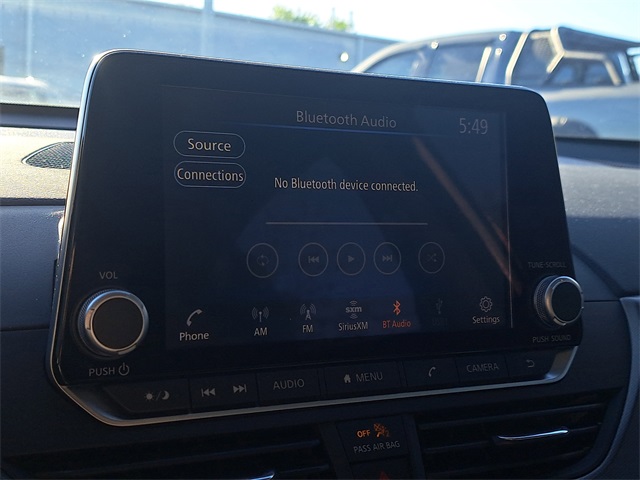 Bluetooth Audio
5:49
Source
Connections
No Bluetooth device connected.
VOL
TUNE·SCROLL
Phone
AM
FM
sxm
SiriusXM
BT Audio
Settings
PUSH
PUSH SOUND
AUDIO
MENU
CAMERA
OFF
PASS AIR BAG